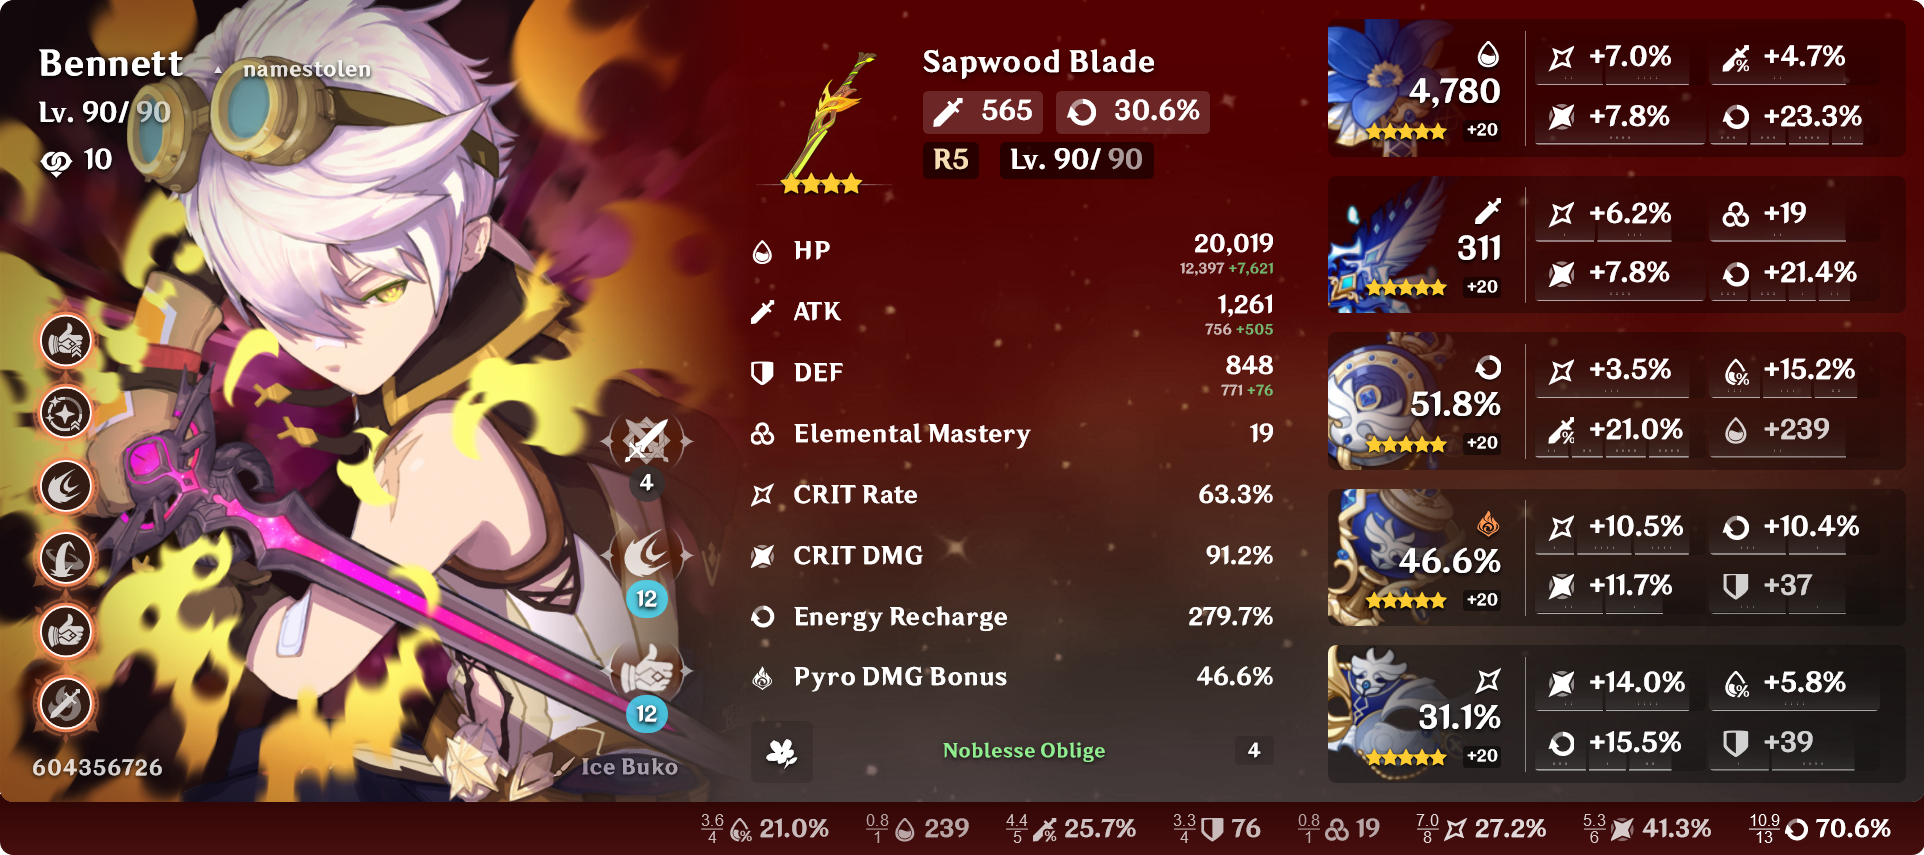 Bennett
namestolen
Lv. 90/ 90
10
4
12
12
604356726
Ice Buko
Sapwood Blade
565 30.6%
R5 Lv. 90/ 90
HP 20,019
12,397 +7,621
ATK 1,261
756 +505
DEF 848
771 +76
Elemental Mastery 19
CRIT Rate 63.3%
CRIT DMG 91.2%
Energy Recharge 279.7%
Pyro DMG Bonus 46.6%
Noblesse Oblige 4
4,780
+20
+7.0% +4.7%
+7.8% +23.3%
311
+20
+6.2% +19
+7.8% +21.4%
51.8%
+20
+3.5% +15.2%
+21.0% +239
46.6%
+20
+10.5% +10.4%
+11.7% +37
31.1%
+20
+14.0% +5.8%
+15.5% +39
3.6/4 21.0% 0.8/1 239 4.4/5 25.7% 3.3/4 76 0.8/1 19 7.0/8 27.2% 5.3/6 41.3% 10.9/13 70.6%